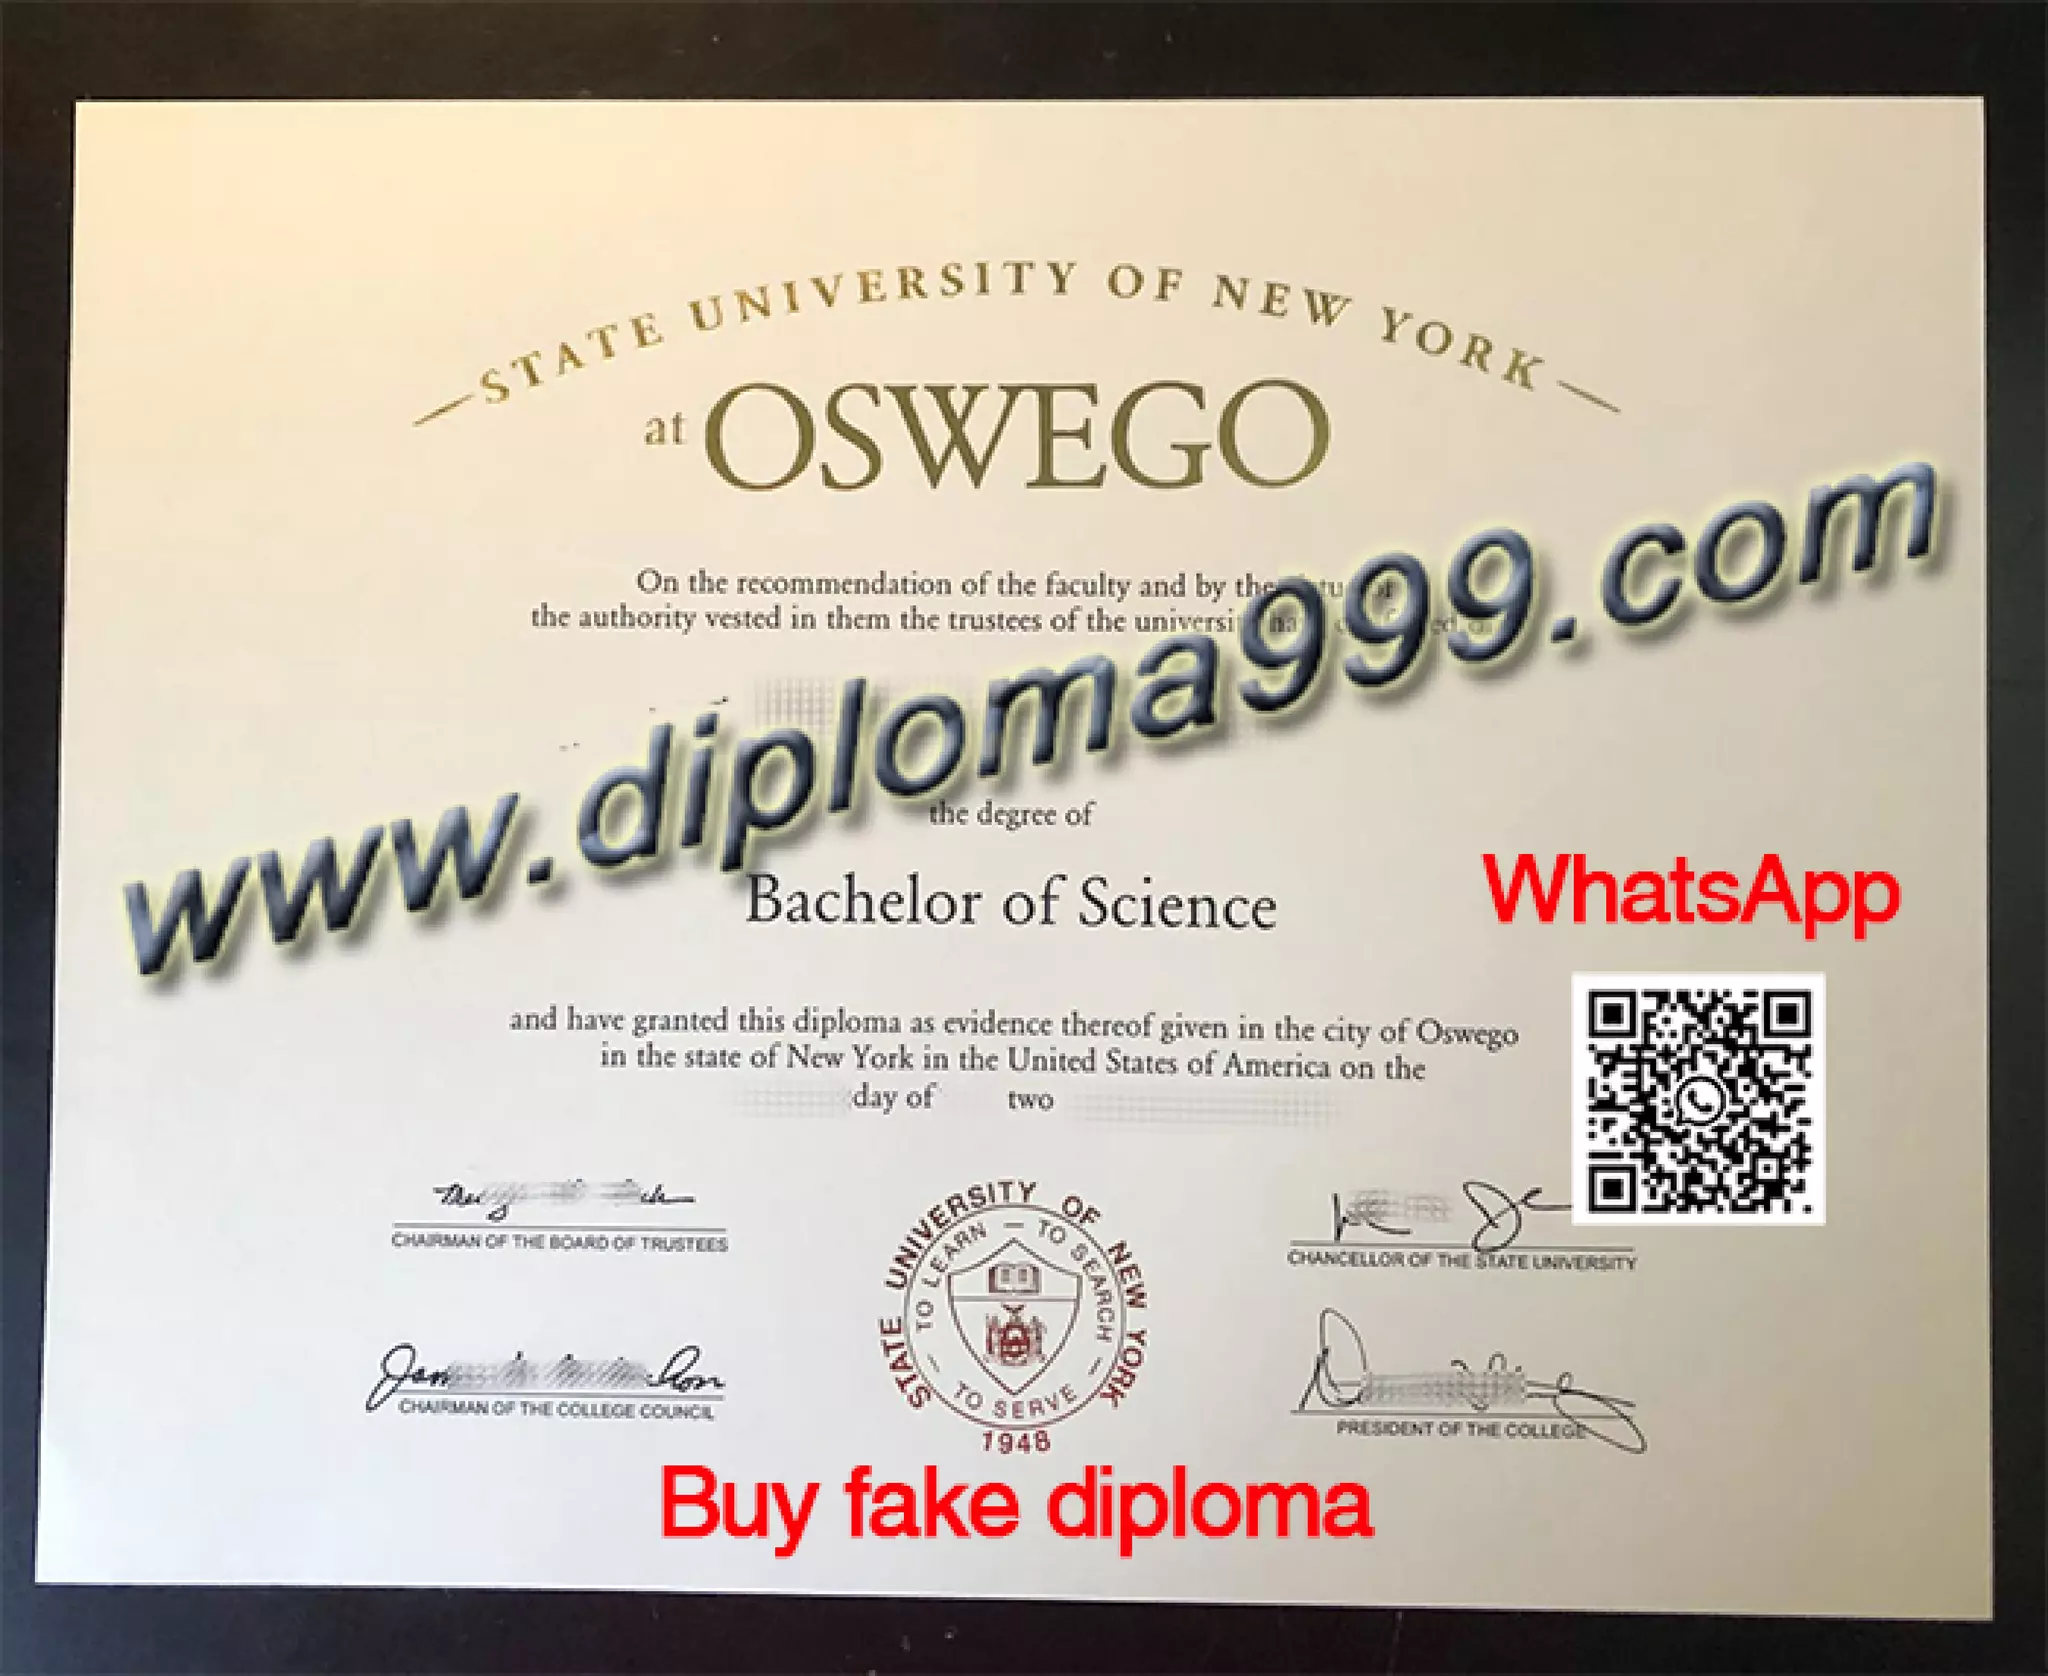 STATE UNIVERSITY OF NEW YORK
at OSWEGO
On the recommendation of the faculty and by the
the authority vested in them the trustees of the
www.diploma999.com
the degree of
Bachelor of Science
WhatsApp
and have granted this diploma as evidence thereof given in the city of Oswego
in the state of New York in the United States of America on the
day of two
CHAIRMAN OF THE BOARD OF TRUSTEES
CHANCELLOR OF THE STATE UNIVERSITY
STATE UNIVERSITY OF NEW YORK
TO LEARN — TO SEARCH — TO SERVE —
1948
CHAIRMAN OF THE COLLEGE COUNCIL
PRESIDENT OF THE COLLEGE
Buy fake diploma